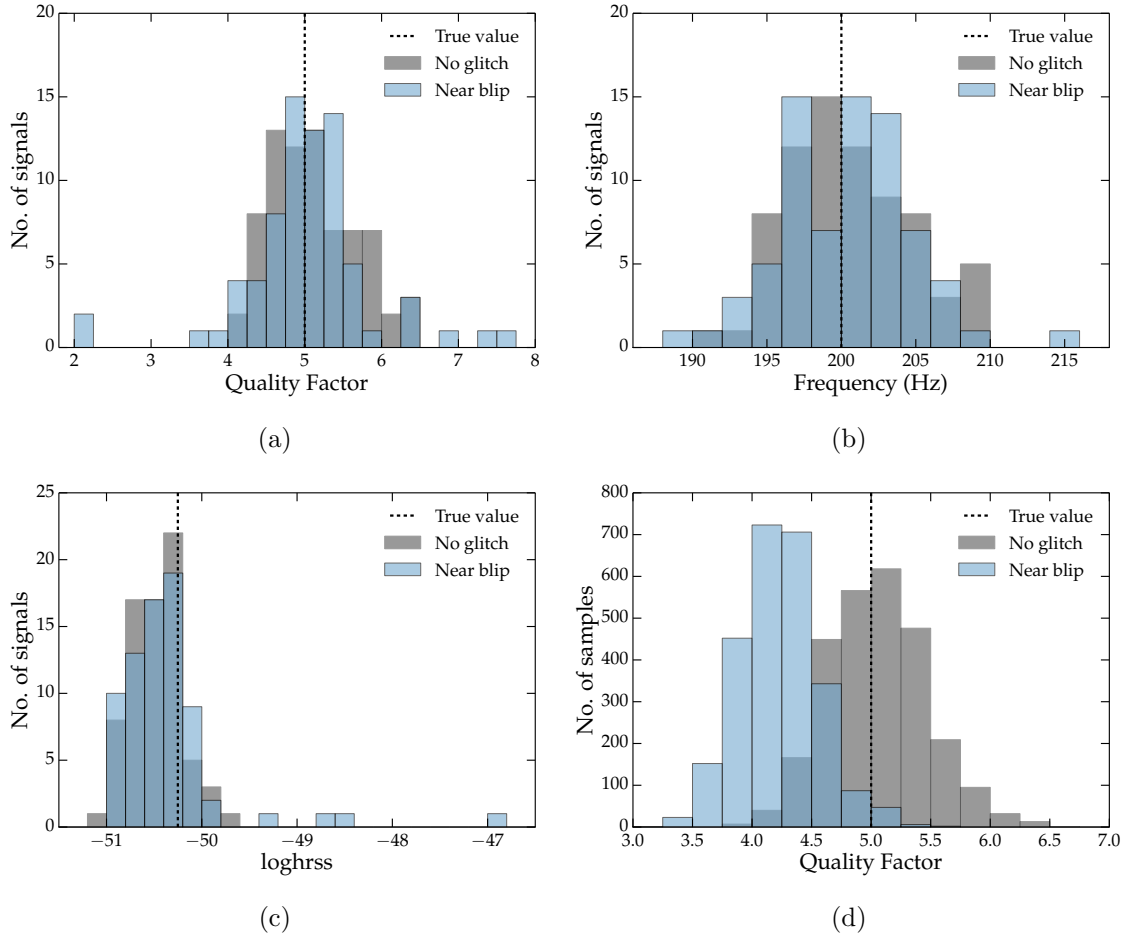 20
15
10
5
0
No. of signals
True value
No glitch
Near blip
2 3 4 5 6 7 8
Quality Factor
(a)
20
15
10
5
0
No. of signals
True value
No glitch
Near blip
190 195 200 205 210 215
Frequency (Hz)
(b)
25
20
15
10
5
0
No. of signals
True value
No glitch
Near blip
−51 −50 −49 −48 −47
loghrss
(c)
800
700
600
500
400
300
200
100
0
No. of samples
True value
No glitch
Near blip
3.0 3.5 4.0 4.5 5.0 5.5 6.0 6.5 7.0
Quality Factor
(d)